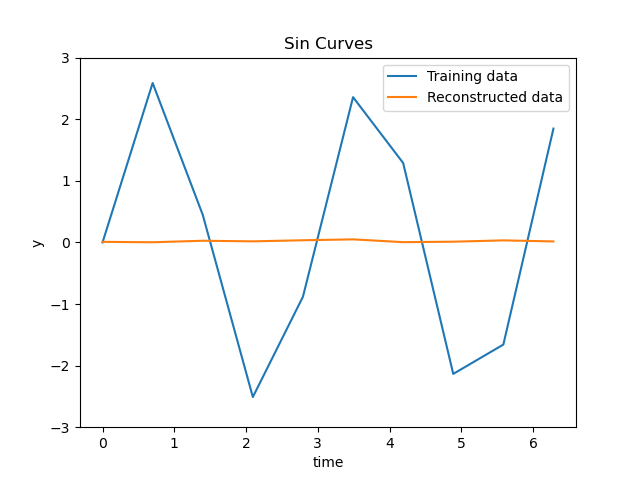 Sin Curves
Training data
Reconstructed data
3
2
1
0
−1
−2
−3
y
0 1 2 3 4 5 6
time